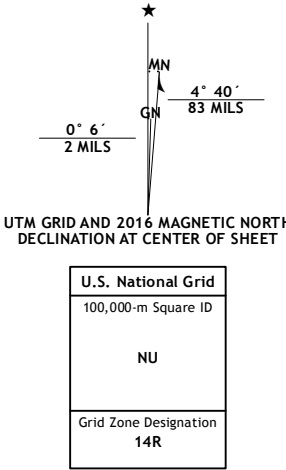 MN
4° 40´
83 MILS
GN
0° 6´
2 MILS
UTM GRID AND 2016 MAGNETIC NORTH
DECLINATION AT CENTER OF SHEET
U.S. National Grid
100,000-m Square ID
NU
Grid Zone Designation
14R